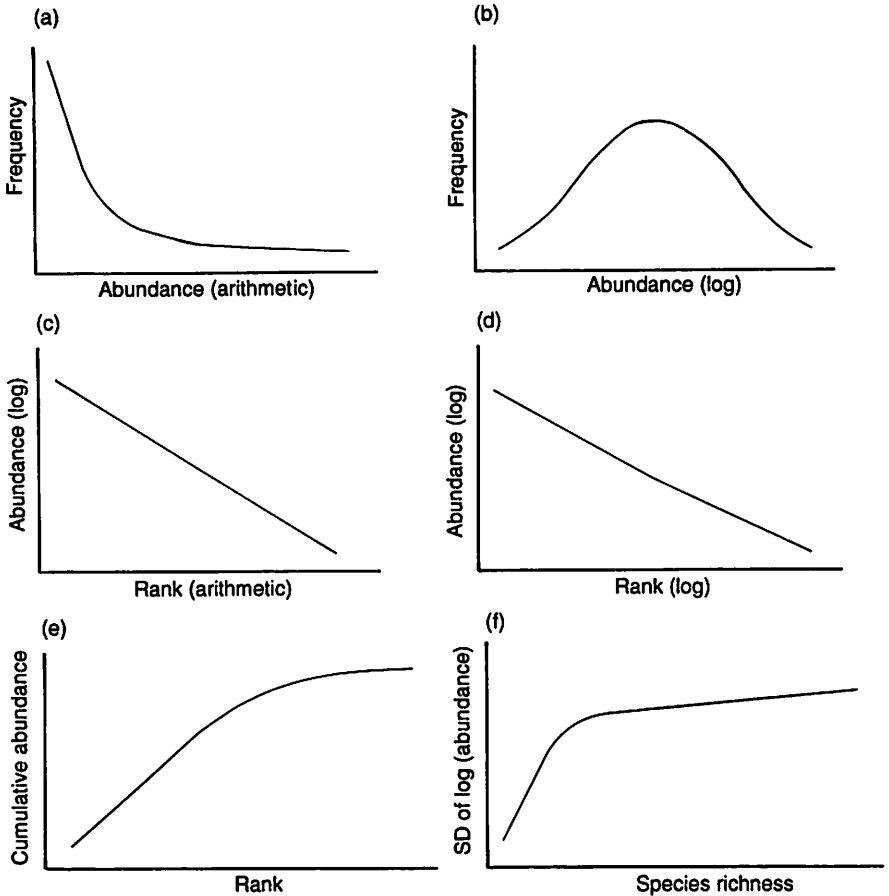 (a)
Frequency
Abundance (arithmetic)
(b)
Frequency
Abundance (log)
(c)
Abundance (log)
Rank (arithmetic)
(d)
Abundance (log)
Rank (log)
(e)
Cumulative abundance
Rank
(f)
SD of log (abundance)
Species richness